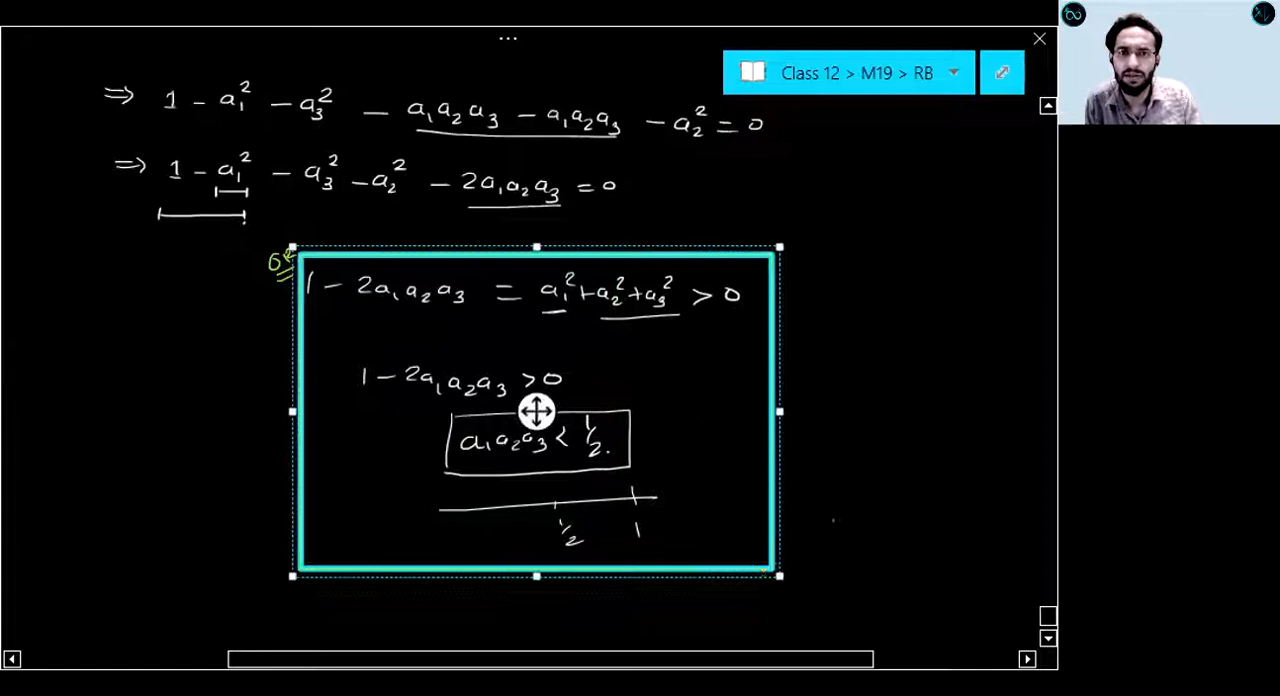 ...
Class 12 > M19 > RB
⇒ 1 - a₁² - a₃² - a₁a₂a₃ - a₁a₂a₃ - a₂² = 0
⇒ 1 - a₁² - a₃² - a₂² - 2a₁a₂a₃ = 0
1 - 2a₁a₂a₃ = a₁² + a₂² + a₃² > 0
1 - 2a₁a₂a₃ > 0
a₁a₂a₃ < 1/2.
1/2 1